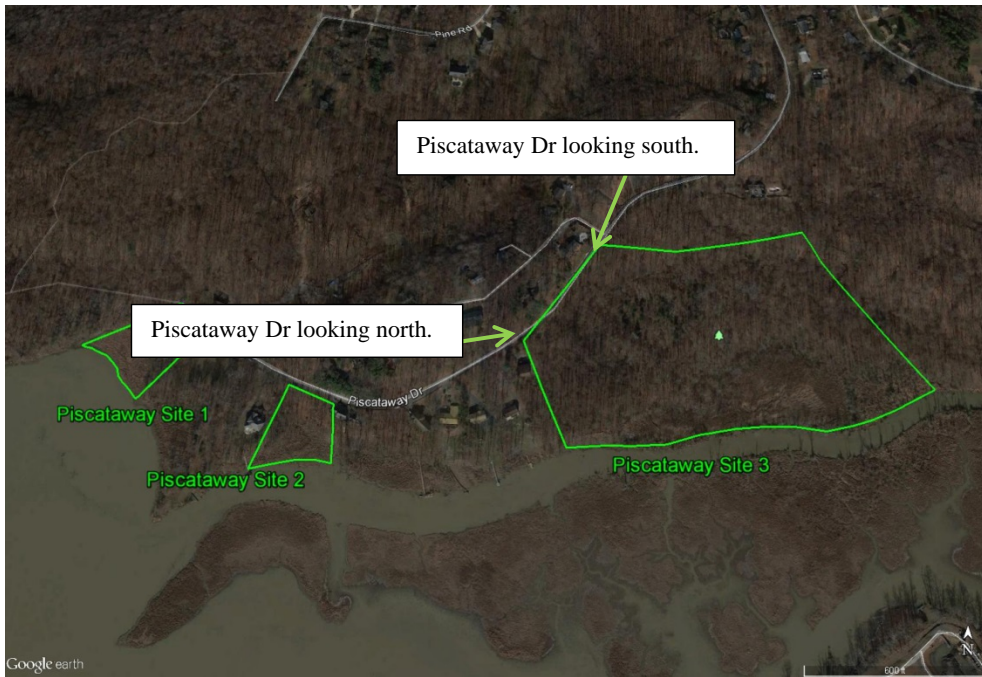 Pine Rd
Piscataway Dr looking south.
Piscataway Dr looking north.
Piscataway Dr
Piscataway Site 1
Piscataway Site 2
Piscataway Site 3
N
Google earth
600 ft